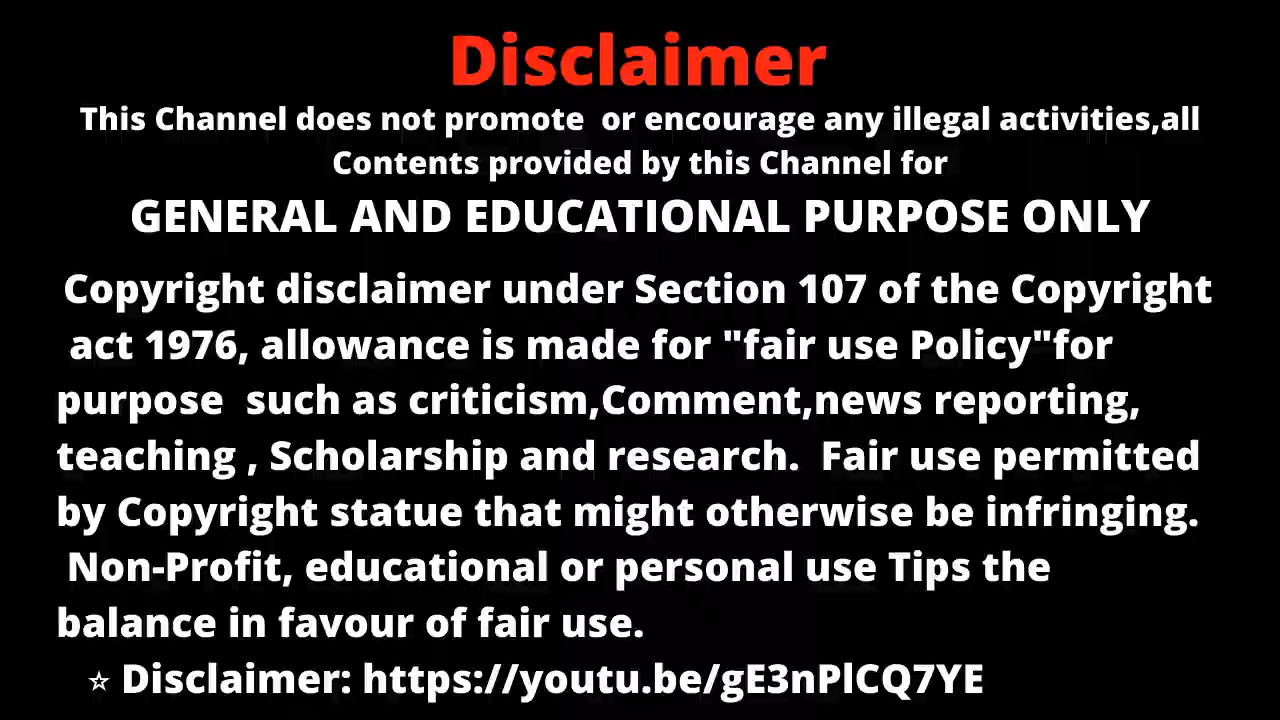 Disclaimer
This Channel does not promote  or encourage any illegal activities,all
Contents provided by this Channel for
GENERAL AND EDUCATIONAL PURPOSE ONLY
Copyright disclaimer under Section 107 of the Copyright
act 1976, allowance is made for "fair use Policy"for
purpose  such as criticism,Comment,news reporting,
teaching , Scholarship and research.  Fair use permitted
by Copyright statue that might otherwise be infringing.
Non-Profit, educational or personal use Tips the
balance in favour of fair use.
☆ Disclaimer: https://youtu.be/gE3nPlCQ7YE